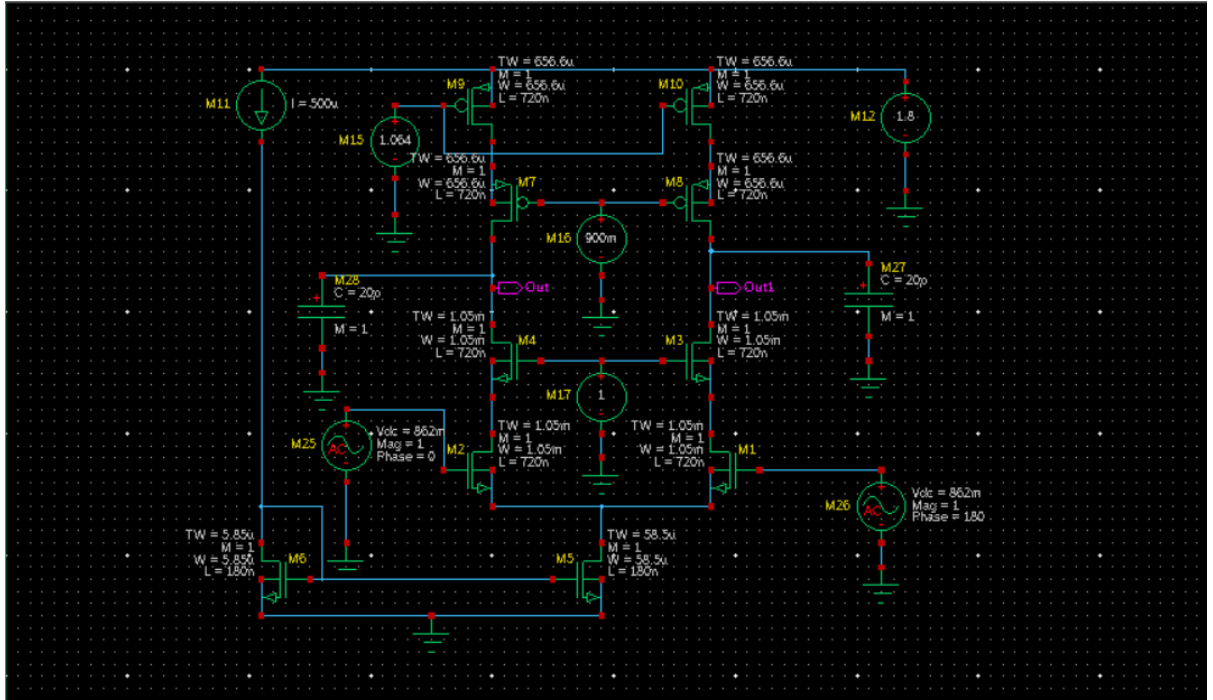 TW = 656.6u
M = 1
W = 656.6u
L = 720n
M9
TW = 656.6u
M = 1
W = 656.6u
L = 720n
M10
M11
I = 500u
M15
1.064
M12
1.8
TW = 656.6u
M = 1
W = 656.6u
L = 720n
M7
TW = 656.6u
M = 1
W = 656.6u
L = 720n
M8
M16
900m
M28
C = 20p
M = 1
Out
Out1
M27
C = 20p
M = 1
TW = 1.05m
M = 1
W = 1.05m
L = 720n
M4
TW = 1.05m
M = 1
W = 1.05m
L = 720n
M3
M17
1
M25
AC
Vdc = 862m
Mag = 1
Phase = 0
TW = 1.05m
M = 1
W = 1.05m
L = 720n
M2
TW = 1.05m
M = 1
W = 1.05m
L = 720n
M1
M26
AC
Vdc = 862m
Mag = 1
Phase = 180
TW = 5.85u
M = 1
W = 5.85u
L = 180n
M6
TW = 58.5u
M = 1
W = 58.5u
L = 180n
M5